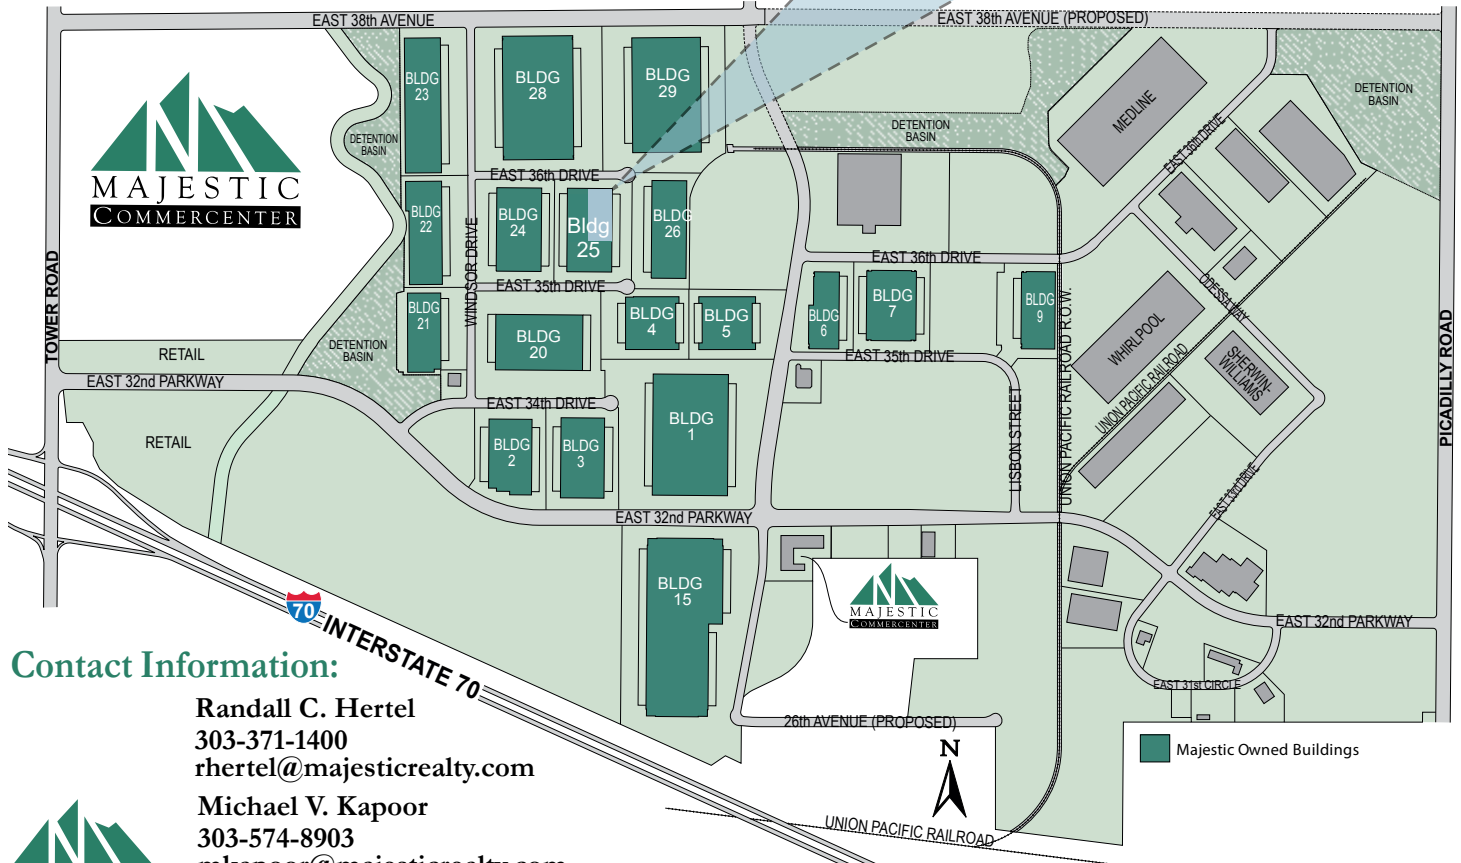 EAST 38th AVENUE
EAST 38th AVENUE (PROPOSED)
BLDG
23
BLDG
28
BLDG
29
MEDLINE
DETENTION
BASIN
DETENTION
BASIN
DETENTION
BASIN
MAJESTIC
COMMERCENTER
EAST 36th DRIVE
EAST 36th DRIVE
BLDG
22
BLDG
24
Bldg
25
BLDG
26
WINDSOR DRIVE
TOWER ROAD
EAST 36th DRIVE
EAST 35th DRIVE
BLDG
21
BLDG
20
BLDG
4
BLDG
5
BLDG
6
BLDG
7
BLDG
9
ODESSA WAY
WHIRLPOOL
UNION PACIFIC RAILROAD
SHERWIN-
WILLIAMS
PICADILLY ROAD
DETENTION
BASIN
RETAIL
EAST 32nd PARKWAY
EAST 35th DRIVE
UNION PACIFIC RAILROAD R.O.W.
LISBON STREET
EAST 34th DRIVE
RETAIL
BLDG
2
BLDG
3
BLDG
1
EAST 33rd DRIVE
EAST 32nd PARKWAY
BLDG
15
MAJESTIC
COMMERCENTER
70
INTERSTATE 70
EAST 32nd PARKWAY
EAST 31st CIRCLE
26th AVENUE (PROPOSED)
N
Majestic Owned Buildings
UNION PACIFIC RAILROAD
Contact Information:
Randall C. Hertel
303-371-1400
rhertel@majesticrealty.com
Michael V. Kapoor
303-574-8903
mkapoor@majesticrealty.com